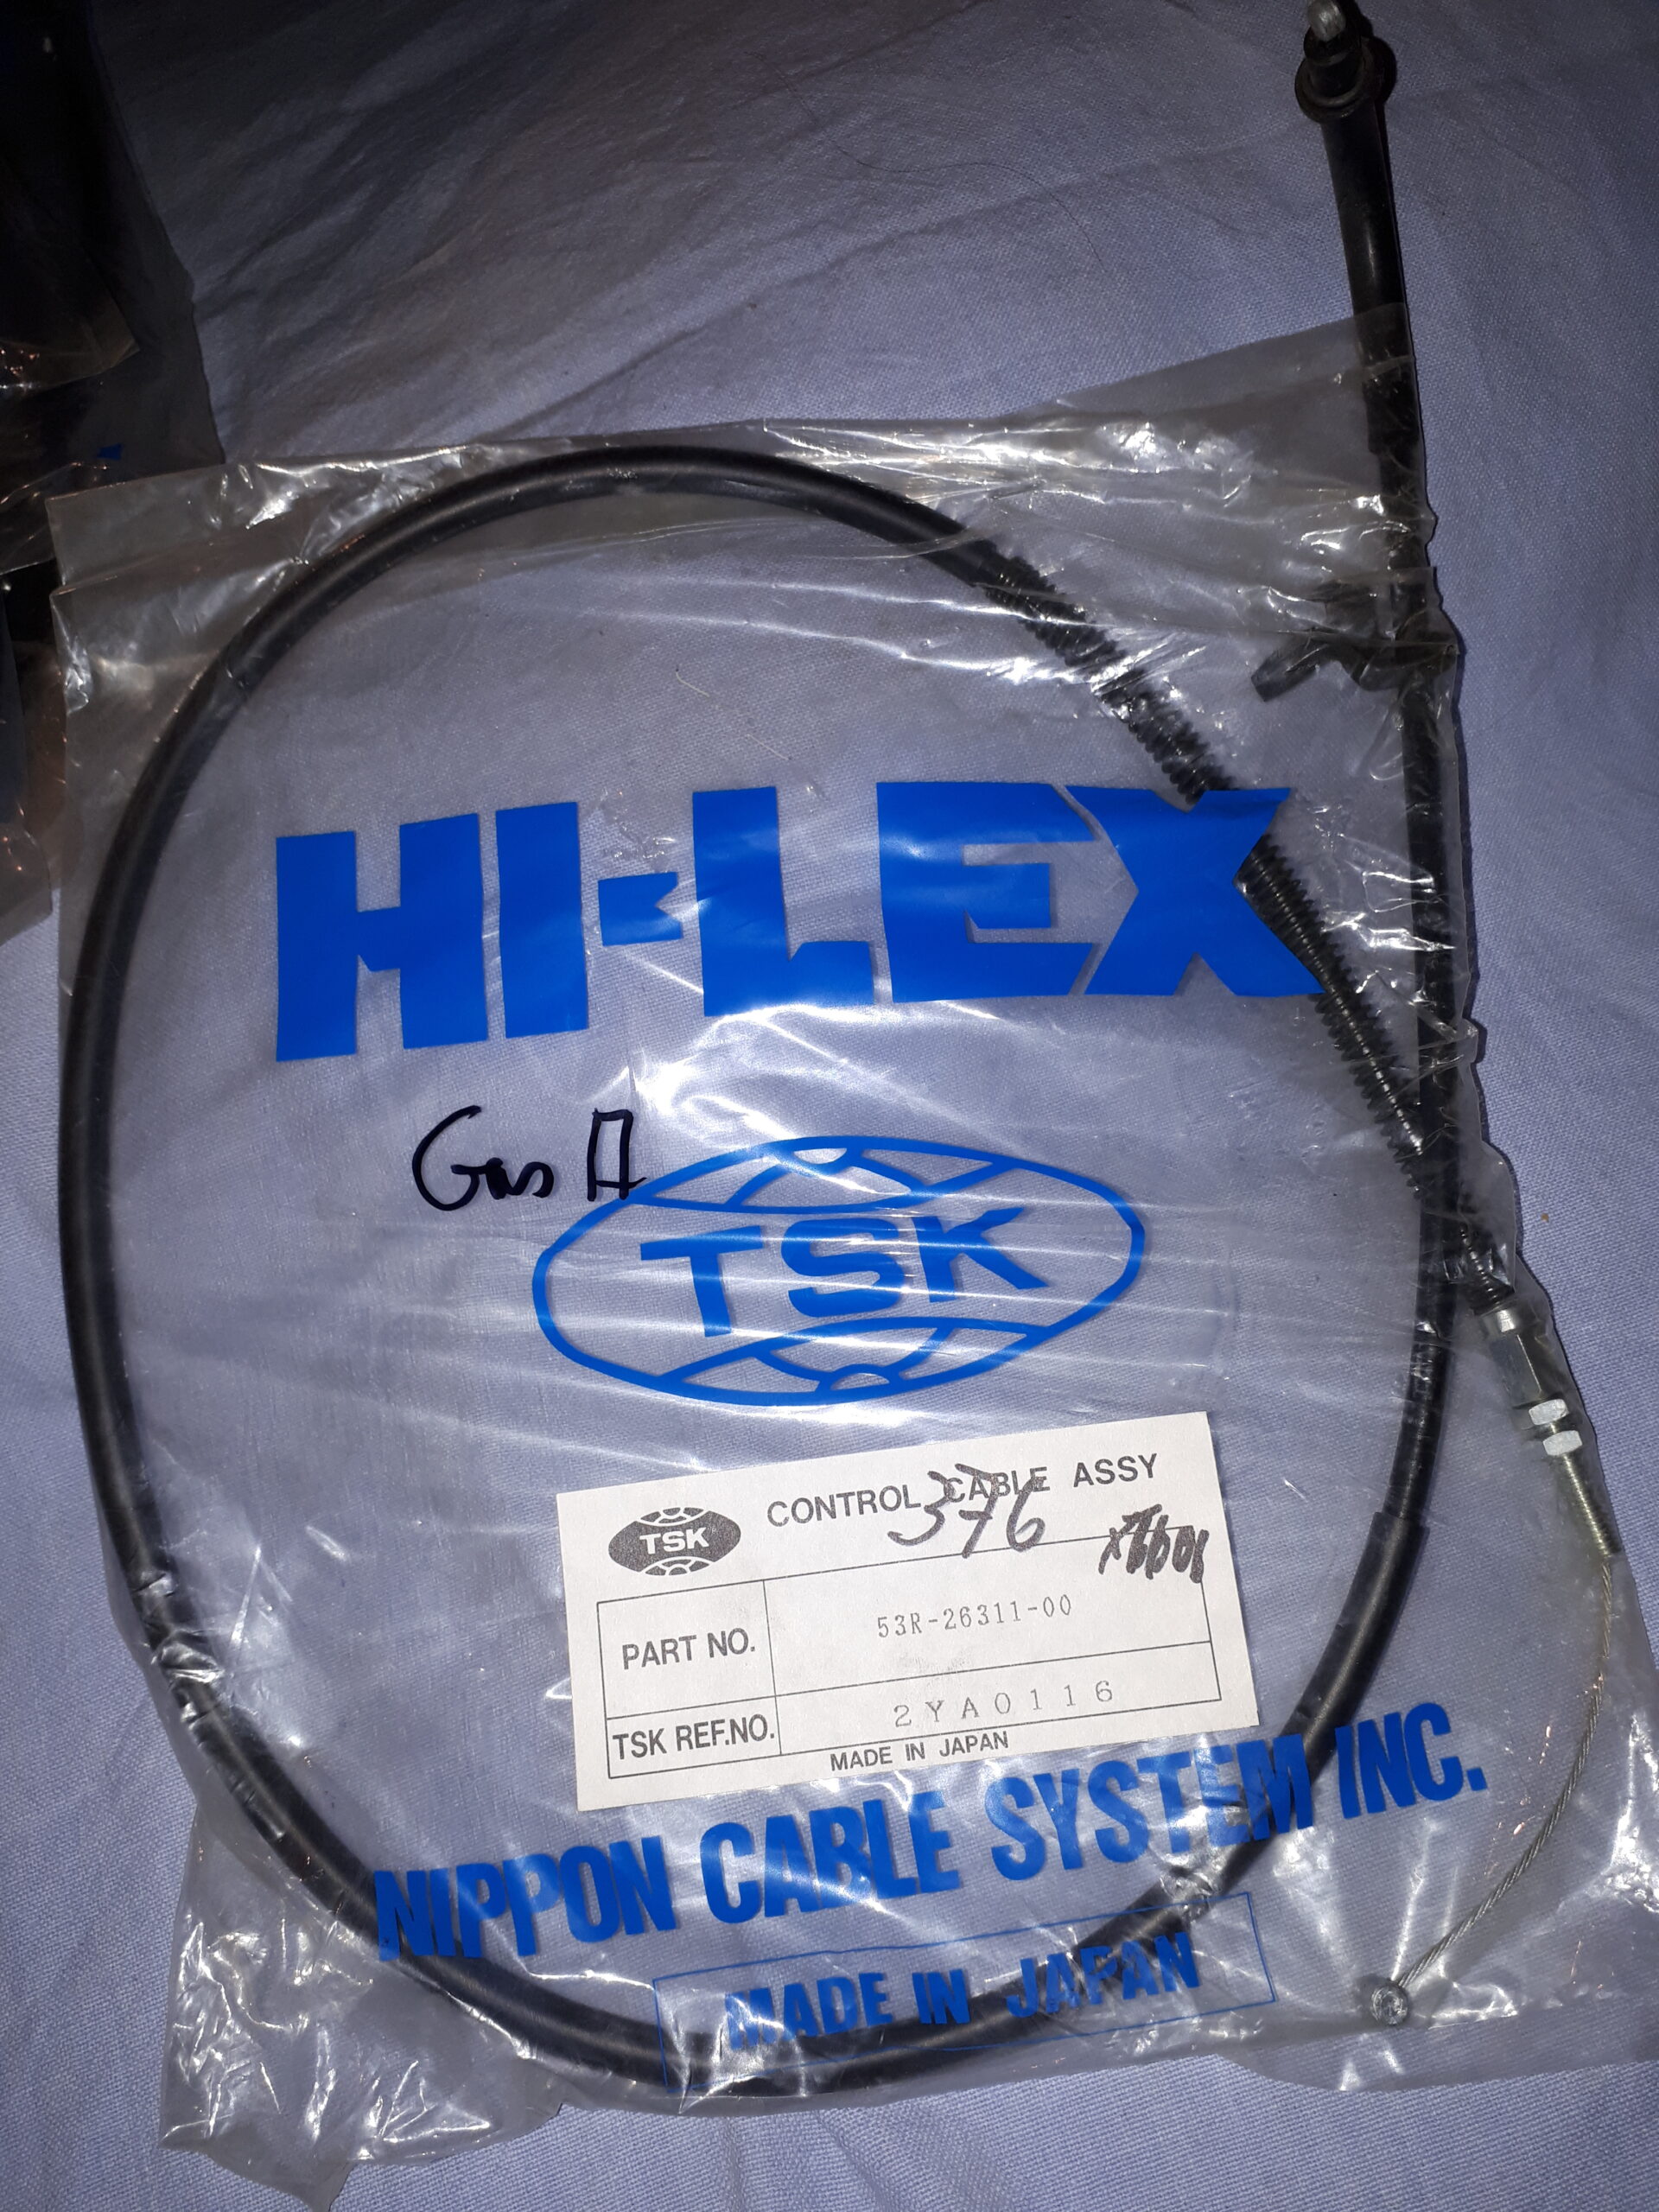 HI-LEX
Gas A
TSK
TSK
CONTROL CABLE ASSY
376
PART NO.
53R-26311-00
TSK REF.NO.
2YA0116
MADE IN JAPAN
NIPPON CABLE SYSTEM INC.
MADE IN JAPAN